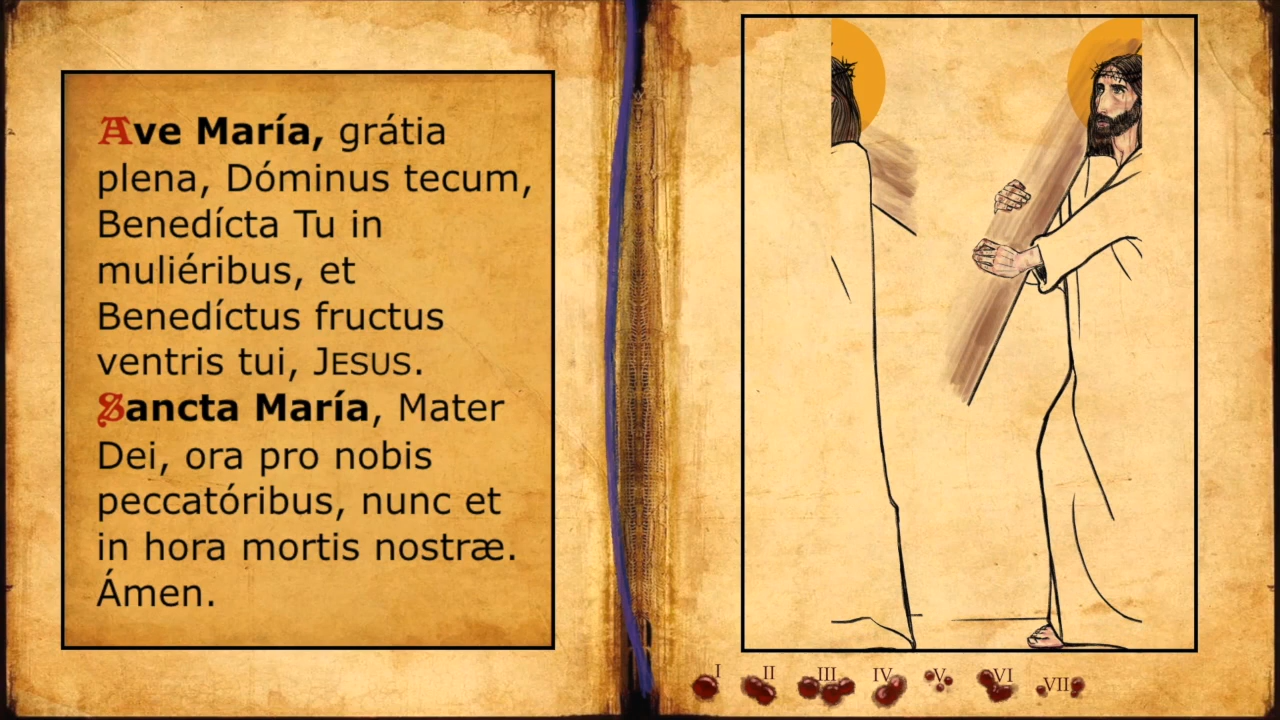 Ave María, grátia
plena, Dóminus tecum,
Benedícta Tu in
muliéribus, et
Benedíctus fructus
ventris tui, JESUS.
Sancta María, Mater
Dei, ora pro nobis
peccatóribus, nunc et
in hora mortis nostræ.
Ámen.
I II III IV V VI VII